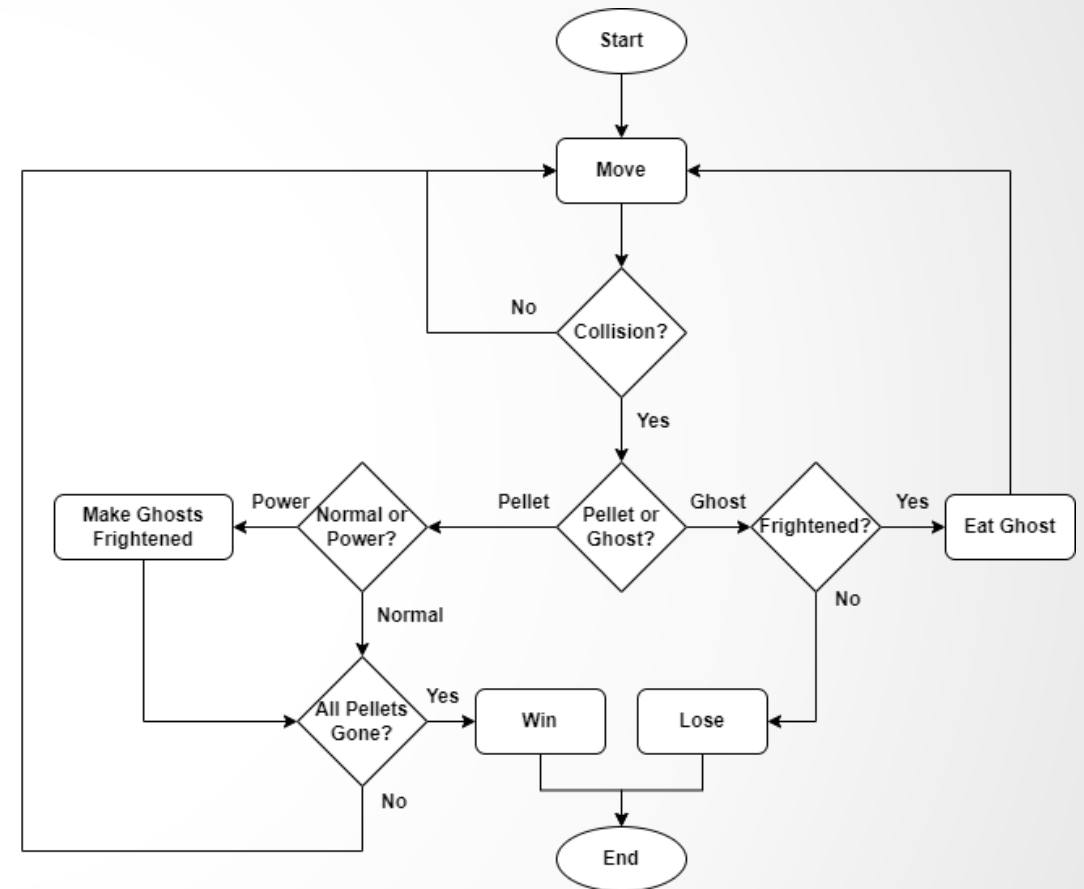 Start
Move
No
Collision?
Yes
Power
Pellet
Ghost
Yes
Make Ghosts
Frightened
Normal or
Power?
Pellet or
Ghost?
Frightened?
Eat Ghost
No
Normal
Yes
All Pellets
Gone?
Win
Lose
No
End